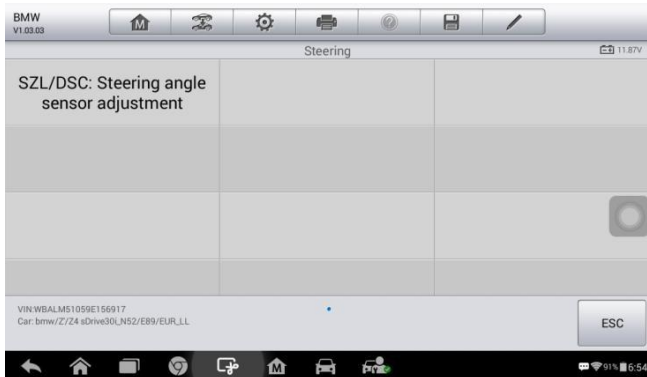 BMW
V1.03.03
Steering
11.87V
SZL/DSC: Steering angle
sensor adjustment
VIN:WBALM51059E156917
Car: bmw/Z'/Z4 sDrive30i_N52/E89/EUR_LL
ESC
91%
6:54